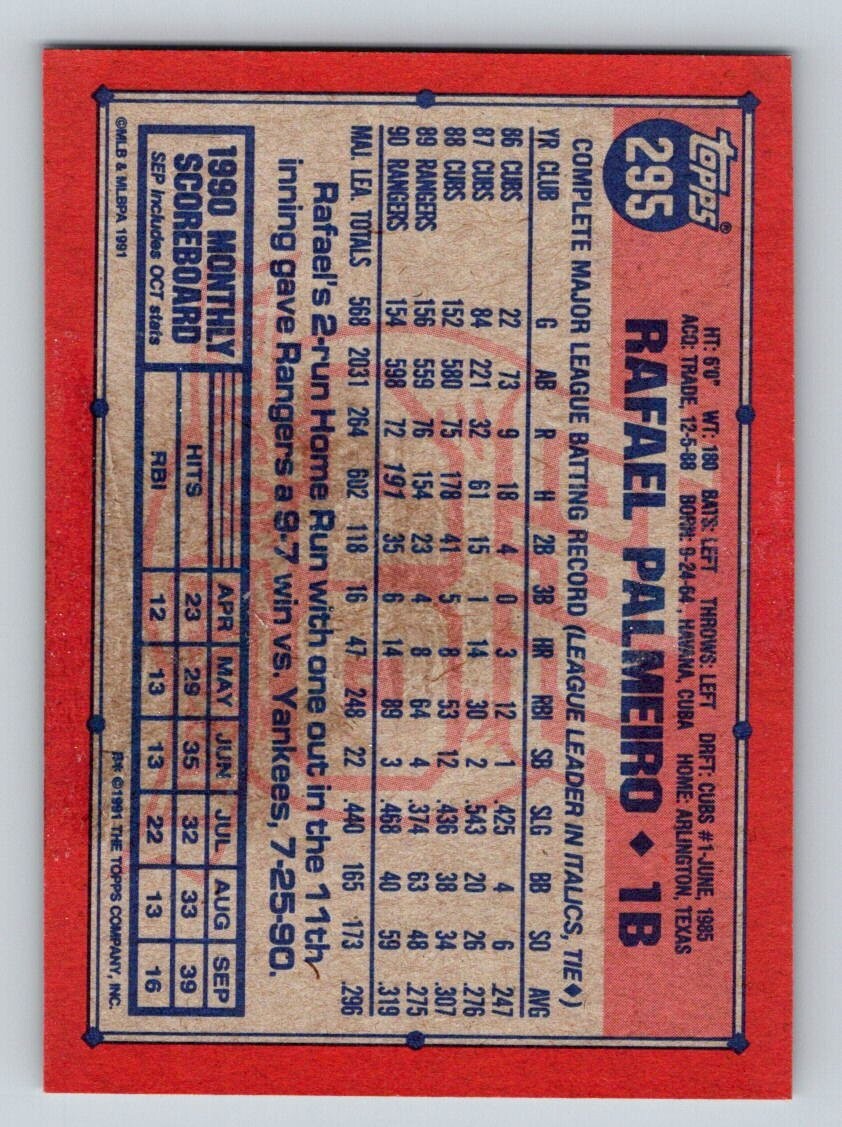 topps®
295
HT: 6'0" WT: 180 BATS: LEFT THROWS: LEFT DRFT: CUBS #1-JUNE, 1985
ACQ: TRADE, 12-5-88 BORN: 9-24-64, HAVANA, CUBA HOME: ARLINGTON, TEXAS
RAFAEL PALMEIRO ◆ 1B
COMPLETE MAJOR LEAGUE BATTING RECORD (LEAGUE LEADER IN ITALICS, TIE◆)
YR CLUB G AB R H 2B 3B HR RBI SB SLG BB SO AVG
86 CUBS 22 73 9 18 4 0 3 12 1 .425 4 6 .247
87 CUBS 84 221 32 61 15 1 14 30 2 .543 20 26 .276
88 CUBS 152 580 75 178 41 5 8 53 12 .436 38 34 .307
89 RANGERS 156 559 76 154 23 4 8 64 4 .374 63 48 .275
90 RANGERS 154 598 72 191 35 6 14 89 3 .468 40 59 .319
MAJ. LEA. TOTALS 568 2031 264 602 118 16 47 248 22 .440 165 173 .296
Rafael's 2-run Home Run with one out in the 11th
inning gave Rangers a 9-7 win vs. Yankees, 7-25-90.
1990 MONTHLY
SCOREBOARD
SEP includes OCT stats
APR MAY JUN JUL AUG SEP
HITS 23 29 35 32 33 39
RBI 12 13 13 22 13 16
©MLB & MLBPA 1991
B* ©1991 THE TOPPS COMPANY, INC.